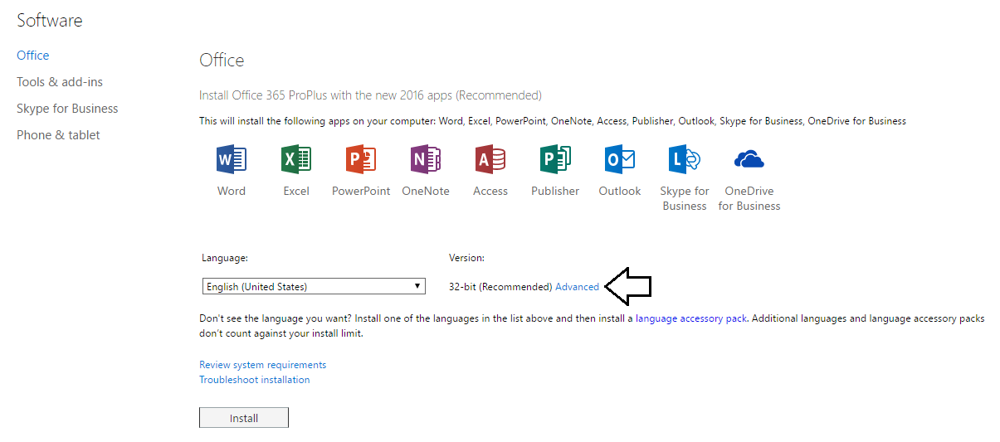 Software
Office
Tools & add-ins
Skype for Business
Phone & tablet
Office
Install Office 365 ProPlus with the new 2016 apps (Recommended)
This will install the following apps on your computer: Word, Excel, PowerPoint, OneNote, Access, Publisher, Outlook, Skype for Business, OneDrive for Business
W X P N A P O L
Word Excel PowerPoint OneNote Access Publisher Outlook Skype for OneDrive
Business for Business
Language: Version:
English (United States) 32-bit (Recommended) Advanced
Don't see the language you want? Install one of the languages in the list above and then install a language accessory pack. Additional languages and language accessory packs
don't count against your install limit.
Review system requirements
Troubleshoot installation
Install